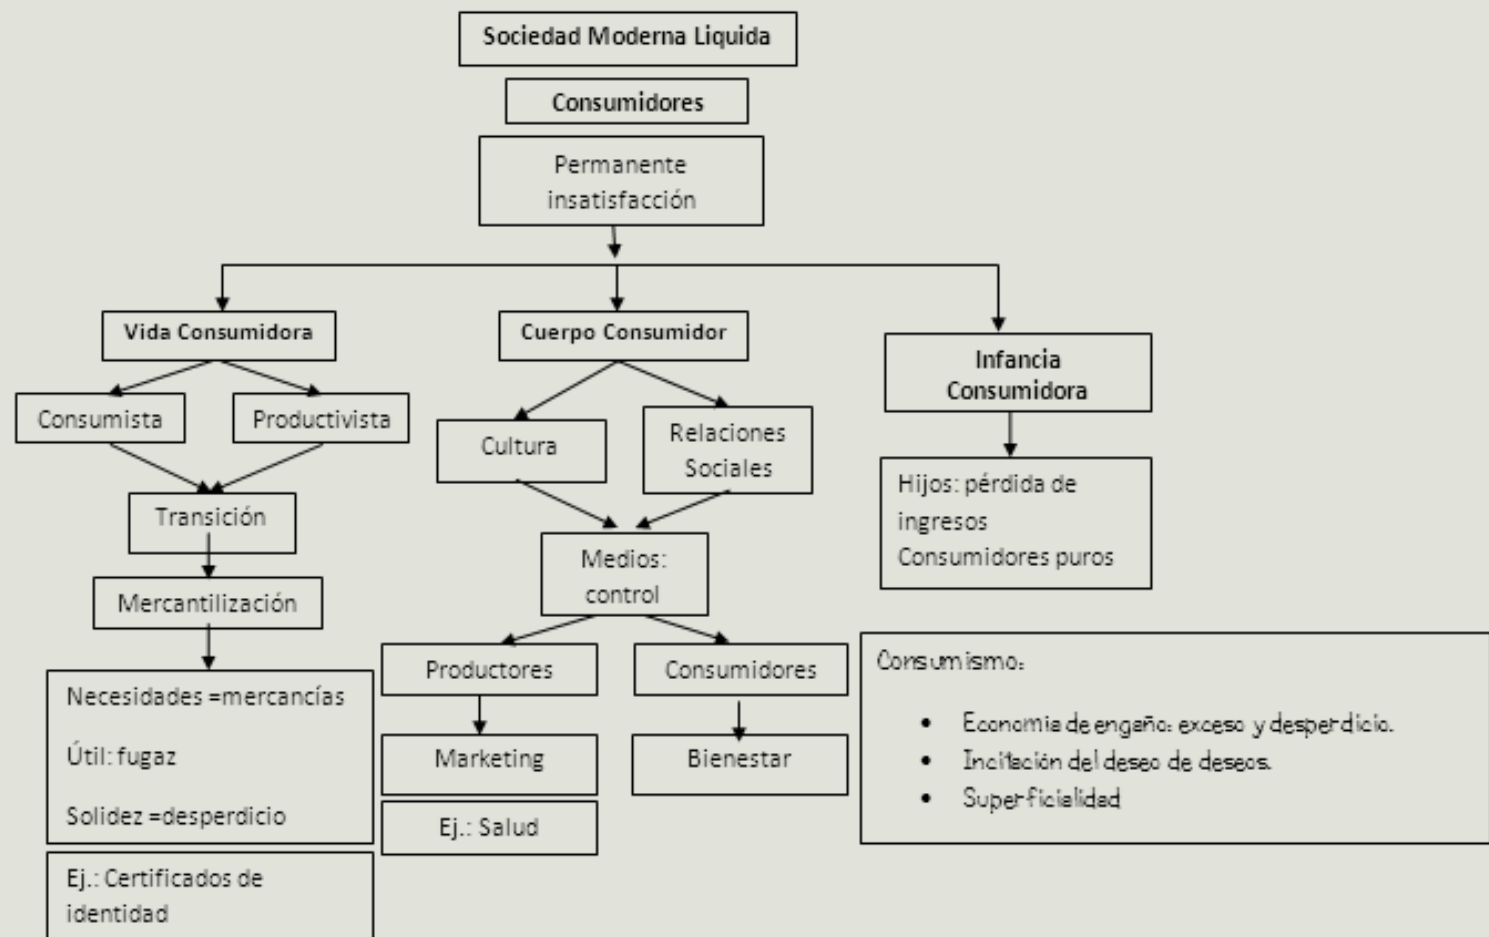 Sociedad Moderna Liquida
Consumidores
Permanente
insatisfacción
Vida Consumidora
Consumista
Productivista
Transición
Mercantilización
Necesidades =mercancías
Útil: fugaz
Solidez =desperdicio
Ej.: Certificados de
identidad
Cuerpo Consumidor
Cultura
Relaciones
Sociales
Medios:
control
Productores
Marketing
Ej.: Salud
Consumidores
Bienestar
Infancia
Consumidora
Hijos: pérdida de
ingresos
Consumidores puros
Consumismo:
• Economía de engaño: exceso y desperdicio.
• Incitación del deseo de deseos.
• Superficialidad